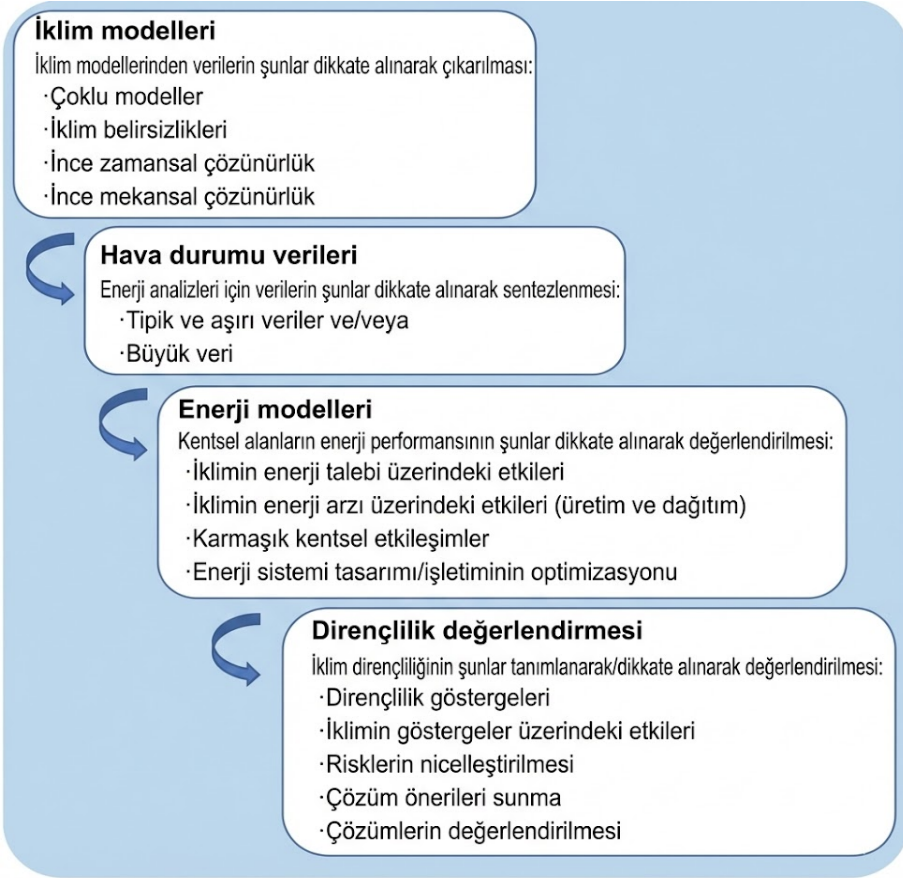 İklim modelleri
İklim modellerinden verilerin şunlar dikkate alınarak çıkarılması:
·Çoklu modeller
·İklim belirsizlikleri
·İnce zamansal çözünürlük
·İnce mekansal çözünürlük
Hava durumu verileri
Enerji analizleri için verilerin şunlar dikkate alınarak sentezlenmesi:
·Tipik ve aşırı veriler ve/veya
·Büyük veri
Enerji modelleri
Kentsel alanların enerji performansının şunlar dikkate alınarak değerlendirilmesi:
·İklimin enerji talebi üzerindeki etkileri
·İklimin enerji arzı üzerindeki etkileri (üretim ve dağıtım)
·Karmaşık kentsel etkileşimler
·Enerji sistemi tasarımı/işletiminin optimizasyonu
Dirençlilik değerlendirmesi
İklim dirençliliğinin şunlar tanımlanarak/dikkate alınarak değerlendirilmesi:
·Dirençlilik göstergeleri
·İklimin göstergeler üzerindeki etkileri
·Risklerin nicelleştirilmesi
·Çözüm önerileri sunma
·Çözümlerin değerlendirilmesi